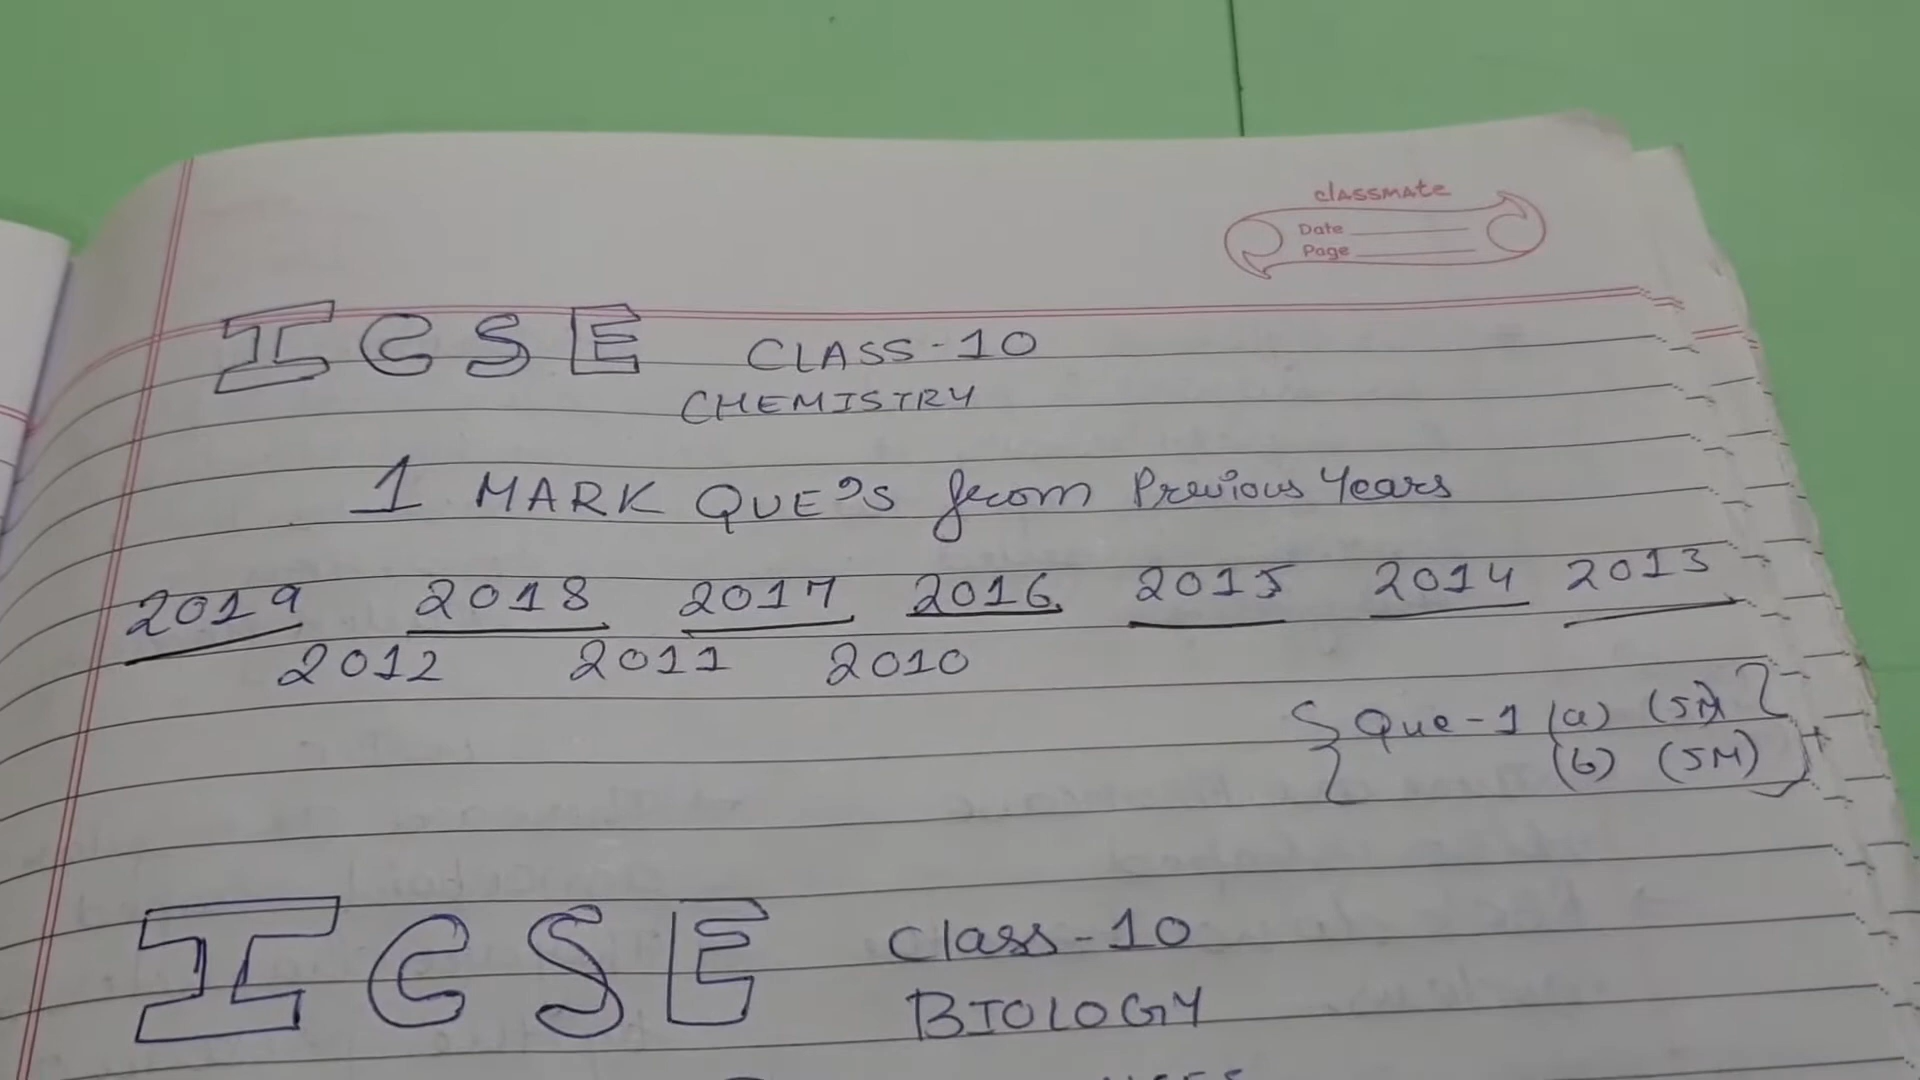 classmate
Date
Page
ICSE CLASS-10
CHEMISTRY
1 MARK QUE'S from Previous Years
2019 2018 2017 2016 2015 2014 2013
2012 2011 2010
{ Que-1 (a) (5M) }
(b) (5M)
ICSE Class-10
BIOLOGY